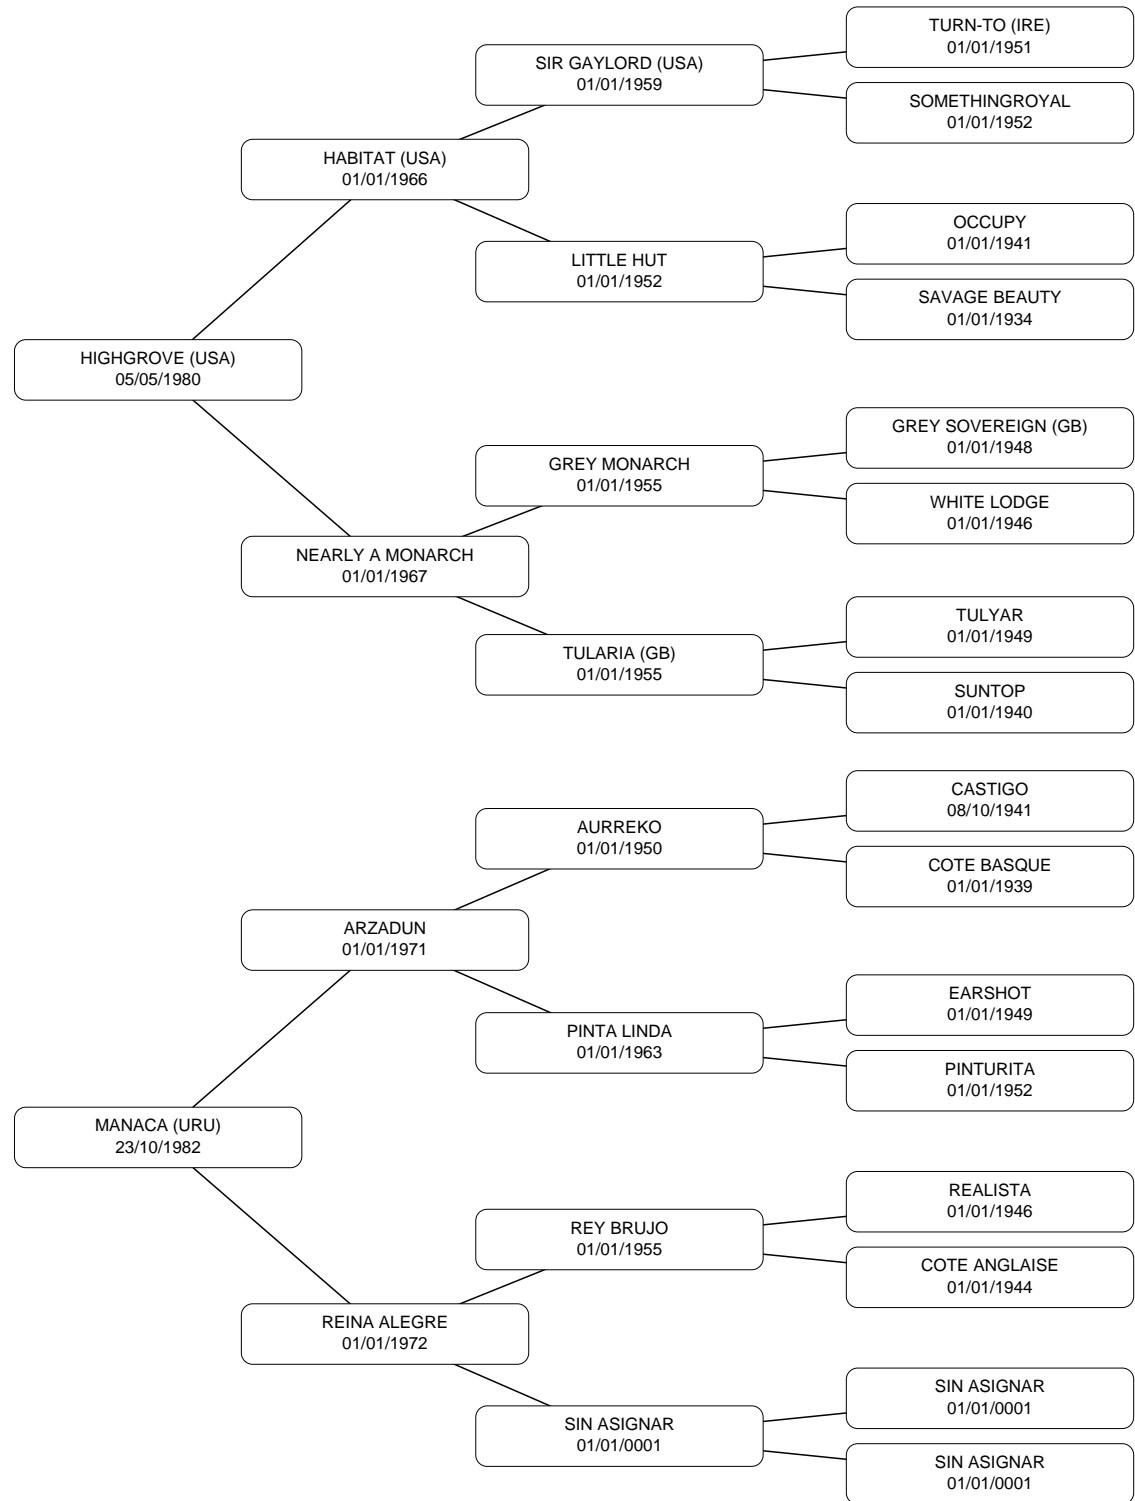 TURN-TO (IRE)
01/01/1951
SIR GAYLORD (USA)
01/01/1959
SOMETHINGROYAL
01/01/1952
HABITAT (USA)
01/01/1966
OCCUPY
01/01/1941
LITTLE HUT
01/01/1952
SAVAGE BEAUTY
01/01/1934
HIGHGROVE (USA)
05/05/1980
GREY SOVEREIGN (GB)
01/01/1948
GREY MONARCH
01/01/1955
WHITE LODGE
01/01/1946
NEARLY A MONARCH
01/01/1967
TULYAR
01/01/1949
TULARIA (GB)
01/01/1955
SUNTOP
01/01/1940
CASTIGO
08/10/1941
AURREKO
01/01/1950
COTE BASQUE
01/01/1939
ARZADUN
01/01/1971
EARSHOT
01/01/1949
PINTA LINDA
01/01/1963
PINTURITA
01/01/1952
MANACA (URU)
23/10/1982
REALISTA
01/01/1946
REY BRUJO
01/01/1955
COTE ANGLAISE
01/01/1944
REINA ALEGRE
01/01/1972
SIN ASIGNAR
01/01/0001
SIN ASIGNAR
01/01/0001
SIN ASIGNAR
01/01/0001